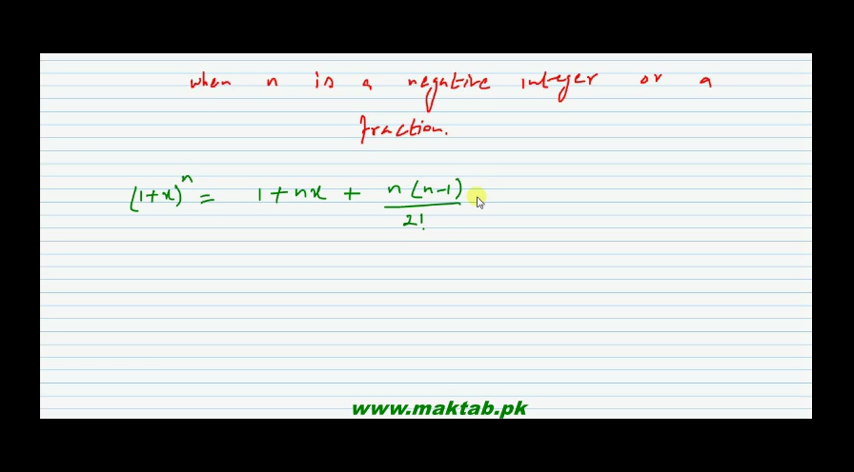 when n is a negative integer or a
fraction.
(1+x)^n = 1 + nx + n(n-1)/2!
www.maktab.pk